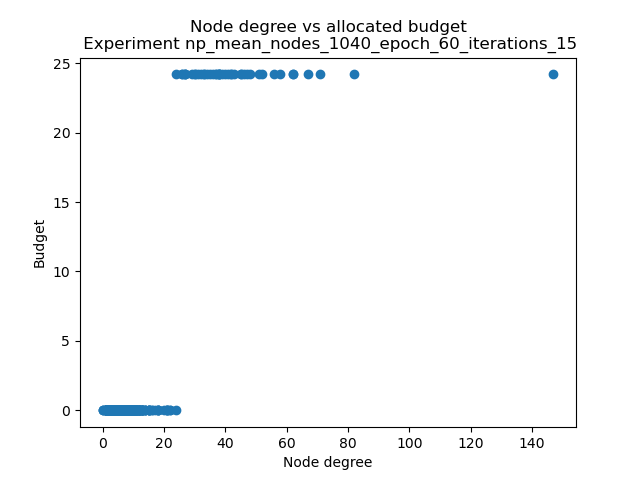 Node degree vs allocated budget
Experiment np_mean_nodes_1040_epoch_60_iterations_15
25
20
15
10
5
0
Budget
0 20 40 60 80 100 120 140
Node degree